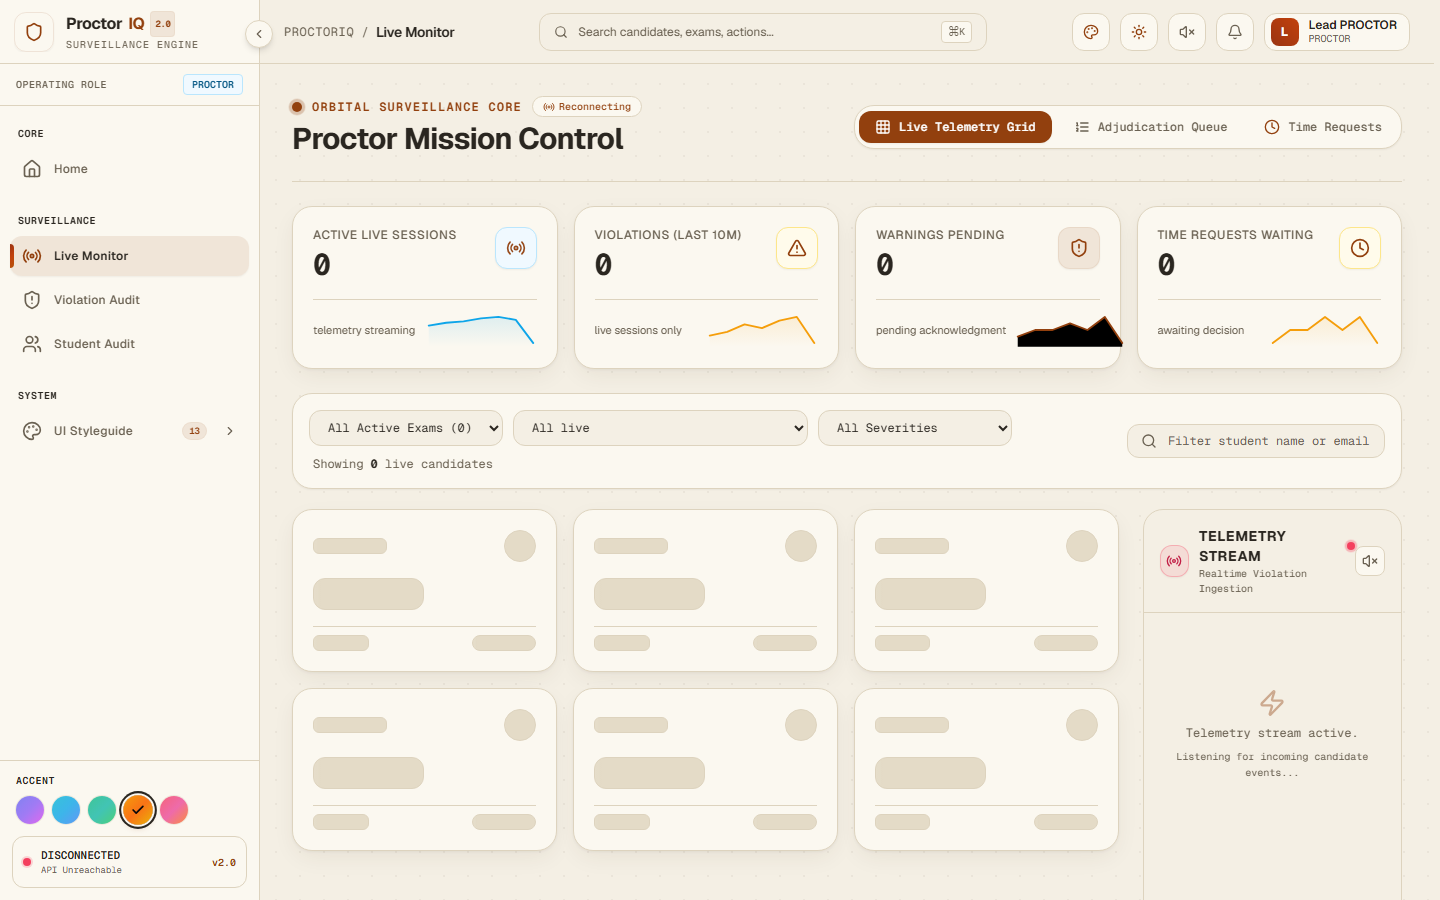 Proctor IQ 2.0
SURVEILLANCE ENGINE
OPERATING ROLE PROCTOR
CORE
Home
SURVEILLANCE
Live Monitor
Violation Audit
Student Audit
SYSTEM
UI Styleguide 13
ACCENT
DISCONNECTED
API Unreachable
v2.0
PROCTORIQ / Live Monitor
Search candidates, exams, actions... ⌘K
L
Lead PROCTOR
PROCTOR
ORBITAL SURVEILLANCE CORE Reconnecting
Proctor Mission Control
Live Telemetry Grid Adjudication Queue Time Requests
ACTIVE LIVE SESSIONS
0
telemetry streaming
VIOLATIONS (LAST 10M)
0
live sessions only
WARNINGS PENDING
0
pending acknowledgment
TIME REQUESTS WAITING
0
awaiting decision
All Active Exams (0) All live All Severities
Filter student name or email
Showing 0 live candidates
TELEMETRY
STREAM
Realtime Violation
Ingestion
Telemetry stream active.
Listening for incoming candidate
events...